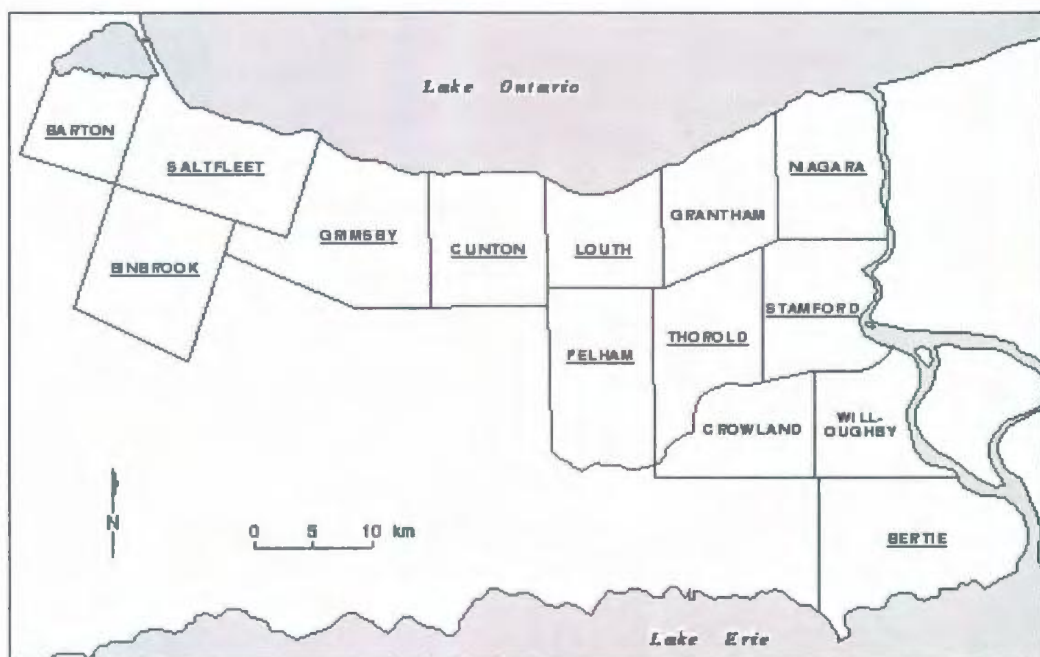 Lake Ontario
BARTON
SALTFLEET
NIAGARA
GRANTHAM
GRIMSBY
CLINTON
LOUTH
BINBROOK
STAMFORD
THOROLD
PELHAM
CROWLAND
WILL-
OUGHBY
N
0 5 10 km
BERTIE
Lake Erie